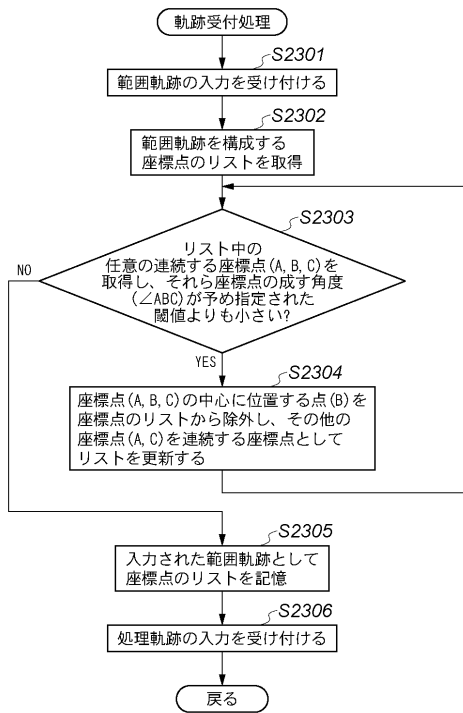 軌跡受付処理
S2301
範囲軌跡の入力を受け付ける
S2302
範囲軌跡を構成する
座標点のリストを取得
S2303
リスト中の
任意の連続する座標点(A,B,C)を
取得し、それら座標点の成す角度
(∠ABC)が予め指定された
閾値よりも小さい?
NO
YES
S2304
座標点(A,B,C)の中心に位置する点(B)を
座標点のリストから除外し、その他の
座標点(A,C)を連続する座標点として
リストを更新する
S2305
入力された範囲軌跡として
座標点のリストを記憶
S2306
処理軌跡の入力を受け付ける
戻る